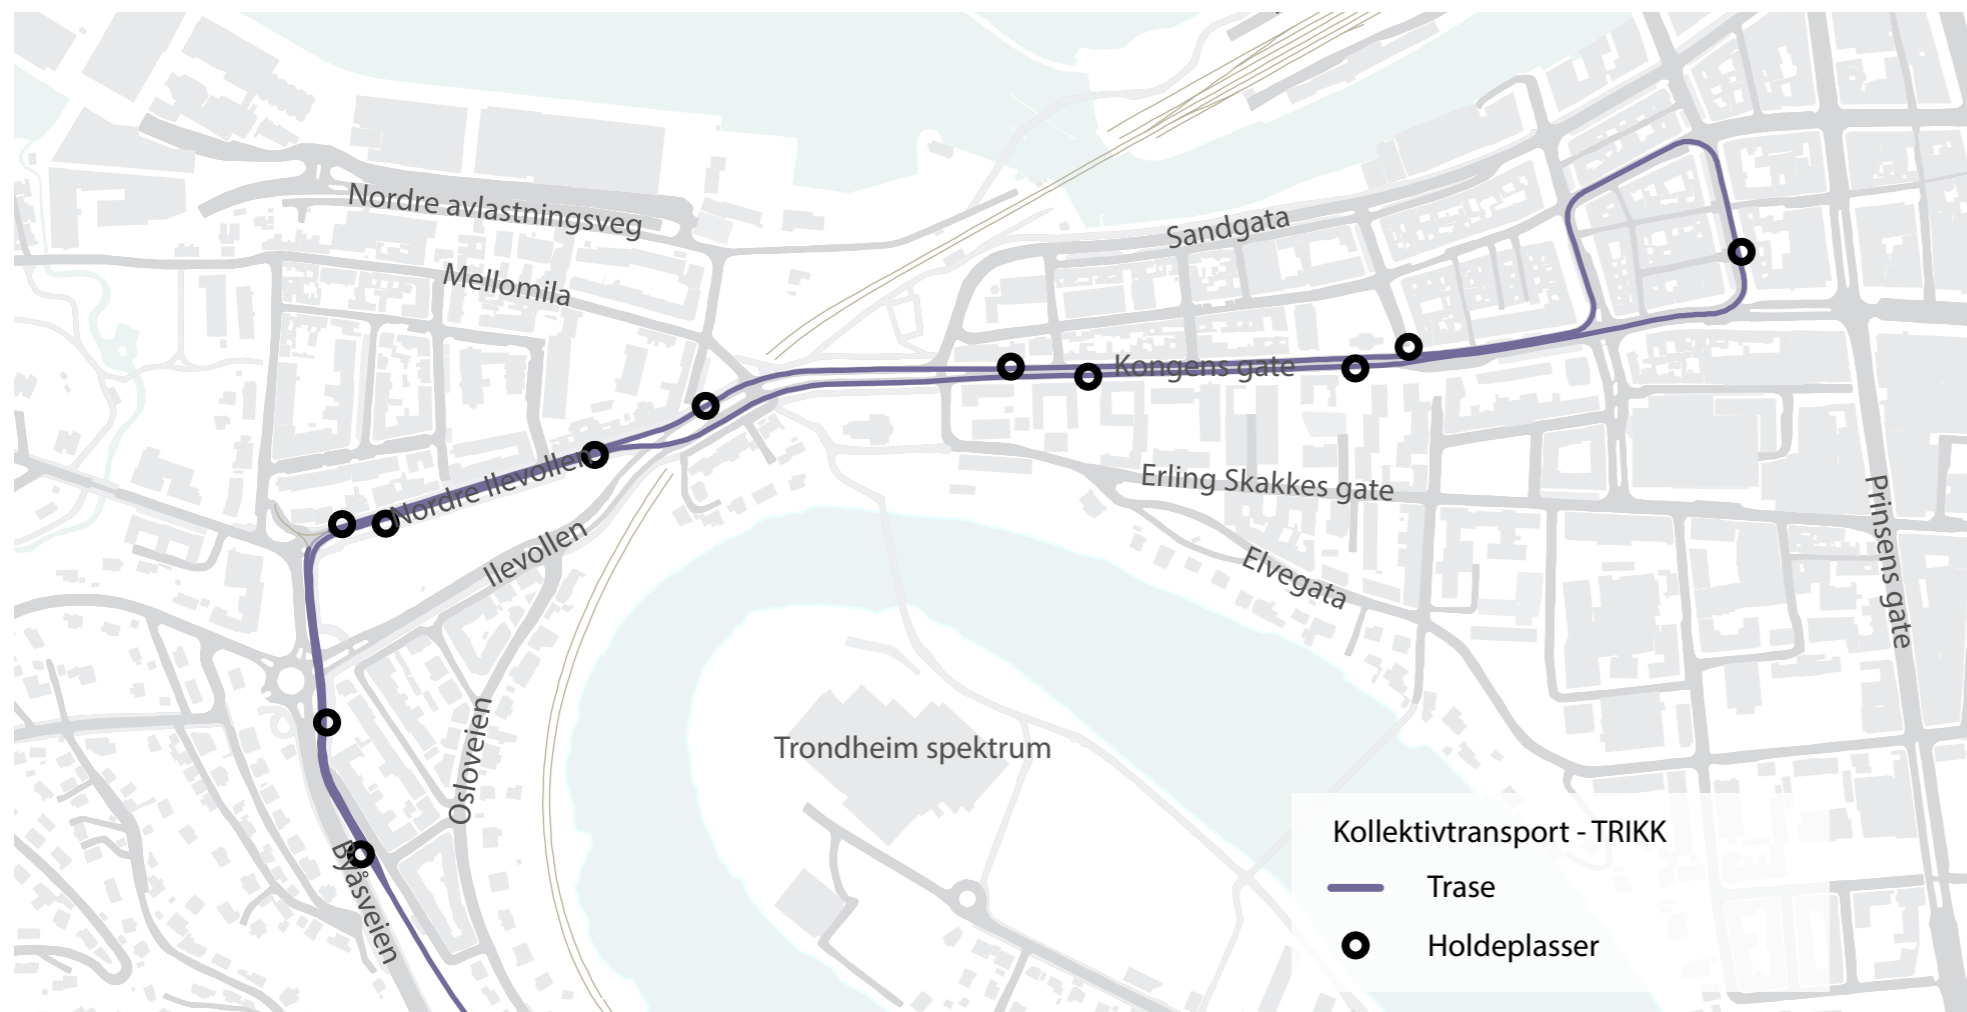 Nordre avlastningsveg
Sandgata
Mellomila
Kongens gate
Nordre Ilevollen
Erling Skakkes gate
Prinsens gate
Ilevollen
Elvegata
Osloveien
Trondheim spektrum
Byåsveien
Kollektivtransport - TRIKK
Trase
Holdeplasser